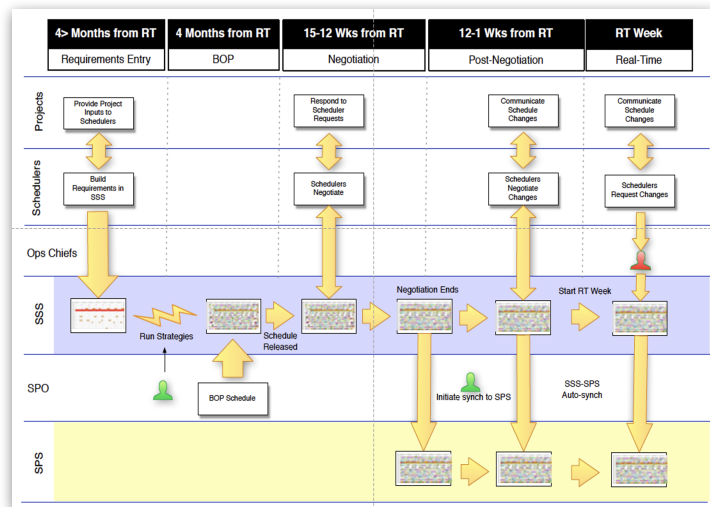 4> Months from RT
4 Months from RT
15-12 Wks from RT
12-1 Wks from RT
RT Week
Requirements Entry
BOP
Negotiation
Post-Negotiation
Real-Time
Projects
Provide Project
Inputs to
Schedulers
Respond to
Scheduler
Requests
Communicate
Schedule
Changes
Communicate
Schedule
Changes
Schedulers
Build
Requirements in
SSS
Schedulers
Negotiate
Schedulers
Negotiate
Changes
Schedulers
Request Changes
Ops Chiefs
SSS
Run Strategies
Schedule
Released
Negotiation Ends
Start RT Week
SPO
BOP Schedule
Initiate synch to SPS
SSS-SPS
Auto-synch
SPS